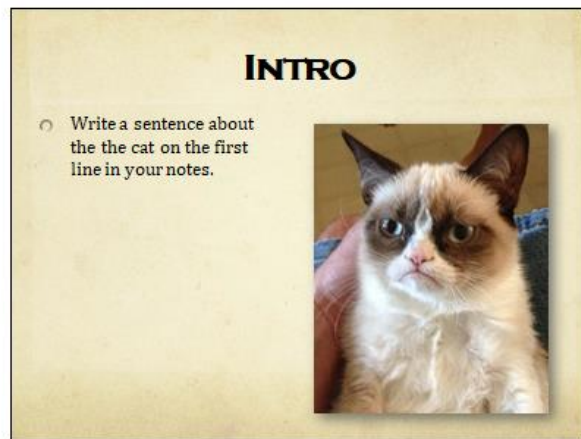 INTRO
Write a sentence about
the the cat on the first
line in your notes.